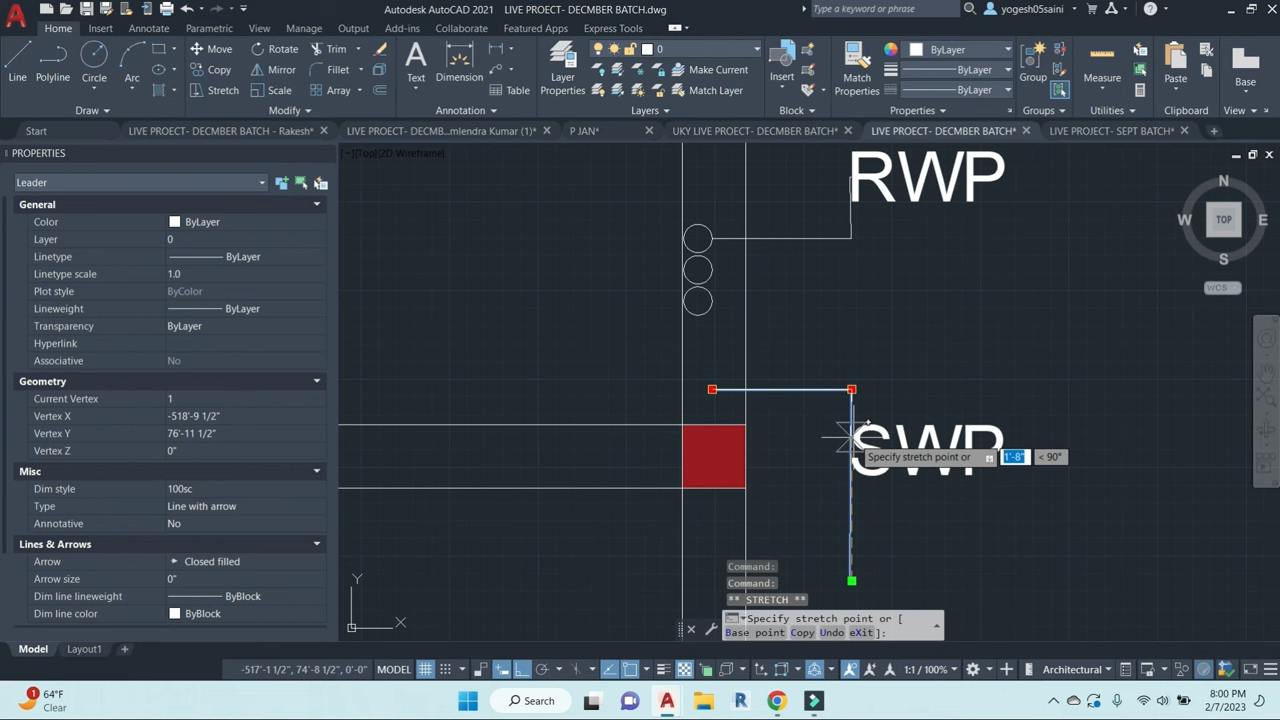 Autodesk AutoCAD 2021 LIVE PROECT- DECMBER BATCH.dwg
Type a keyword or phrase
yogesh05saini
Home Insert Annotate Parametric View Manage Output Add-ins Collaborate Featured Apps Express Tools
Line Polyline Circle Arc
Move Rotate Trim
Copy Mirror Fillet
Stretch Scale Array
Text Dimension Table
Layer Properties
0
Make Current
Match Layer
Insert
Match Properties
ByLayer
ByLayer
ByLayer
Group
Measure
Paste
Base
Draw Modify Annotation Layers Block Properties Groups Utilities Clipboard View
Start LIVE PROECT- DECMBER BATCH - Rakesh* LIVE PROECT- DECMB...mlendra Kumar (1)* P JAN* UKY LIVE PROECT- DECMBER BATCH* LIVE PROECT- DECMBER BATCH* LIVE PROJECT- SEPT BATCH*
PROPERTIES
[−][Top][2D Wireframe]
Leader
General
Color ByLayer
Layer 0
Linetype ByLayer
Linetype scale 1.0
Plot style ByColor
Lineweight ByLayer
Transparency ByLayer
Hyperlink
Associative No
Geometry
Current Vertex 1
Vertex X -518'-9 1/2"
Vertex Y 76'-11 1/2"
Vertex Z 0"
Misc
Dim style 100sc
Type Line with arrow
Annotative No
Lines & Arrows
Arrow Closed filled
Arrow size 0"
Dim line lineweight ByBlock
Dim line color ByBlock
RWP
SWP
N
W TOP E
S
WCS
Specify stretch point or 1'-8" < 90°
Command:
Command:
** STRETCH **
Specify stretch point or [
Base point Copy Undo eXit]:
Y
X
Model Layout1
-517'-1/2", 74'-8 1/2", 0'-0" MODEL 1:1 / 100% Architectural
1
64°F
Clear
Search
8:00 PM
2/7/2023